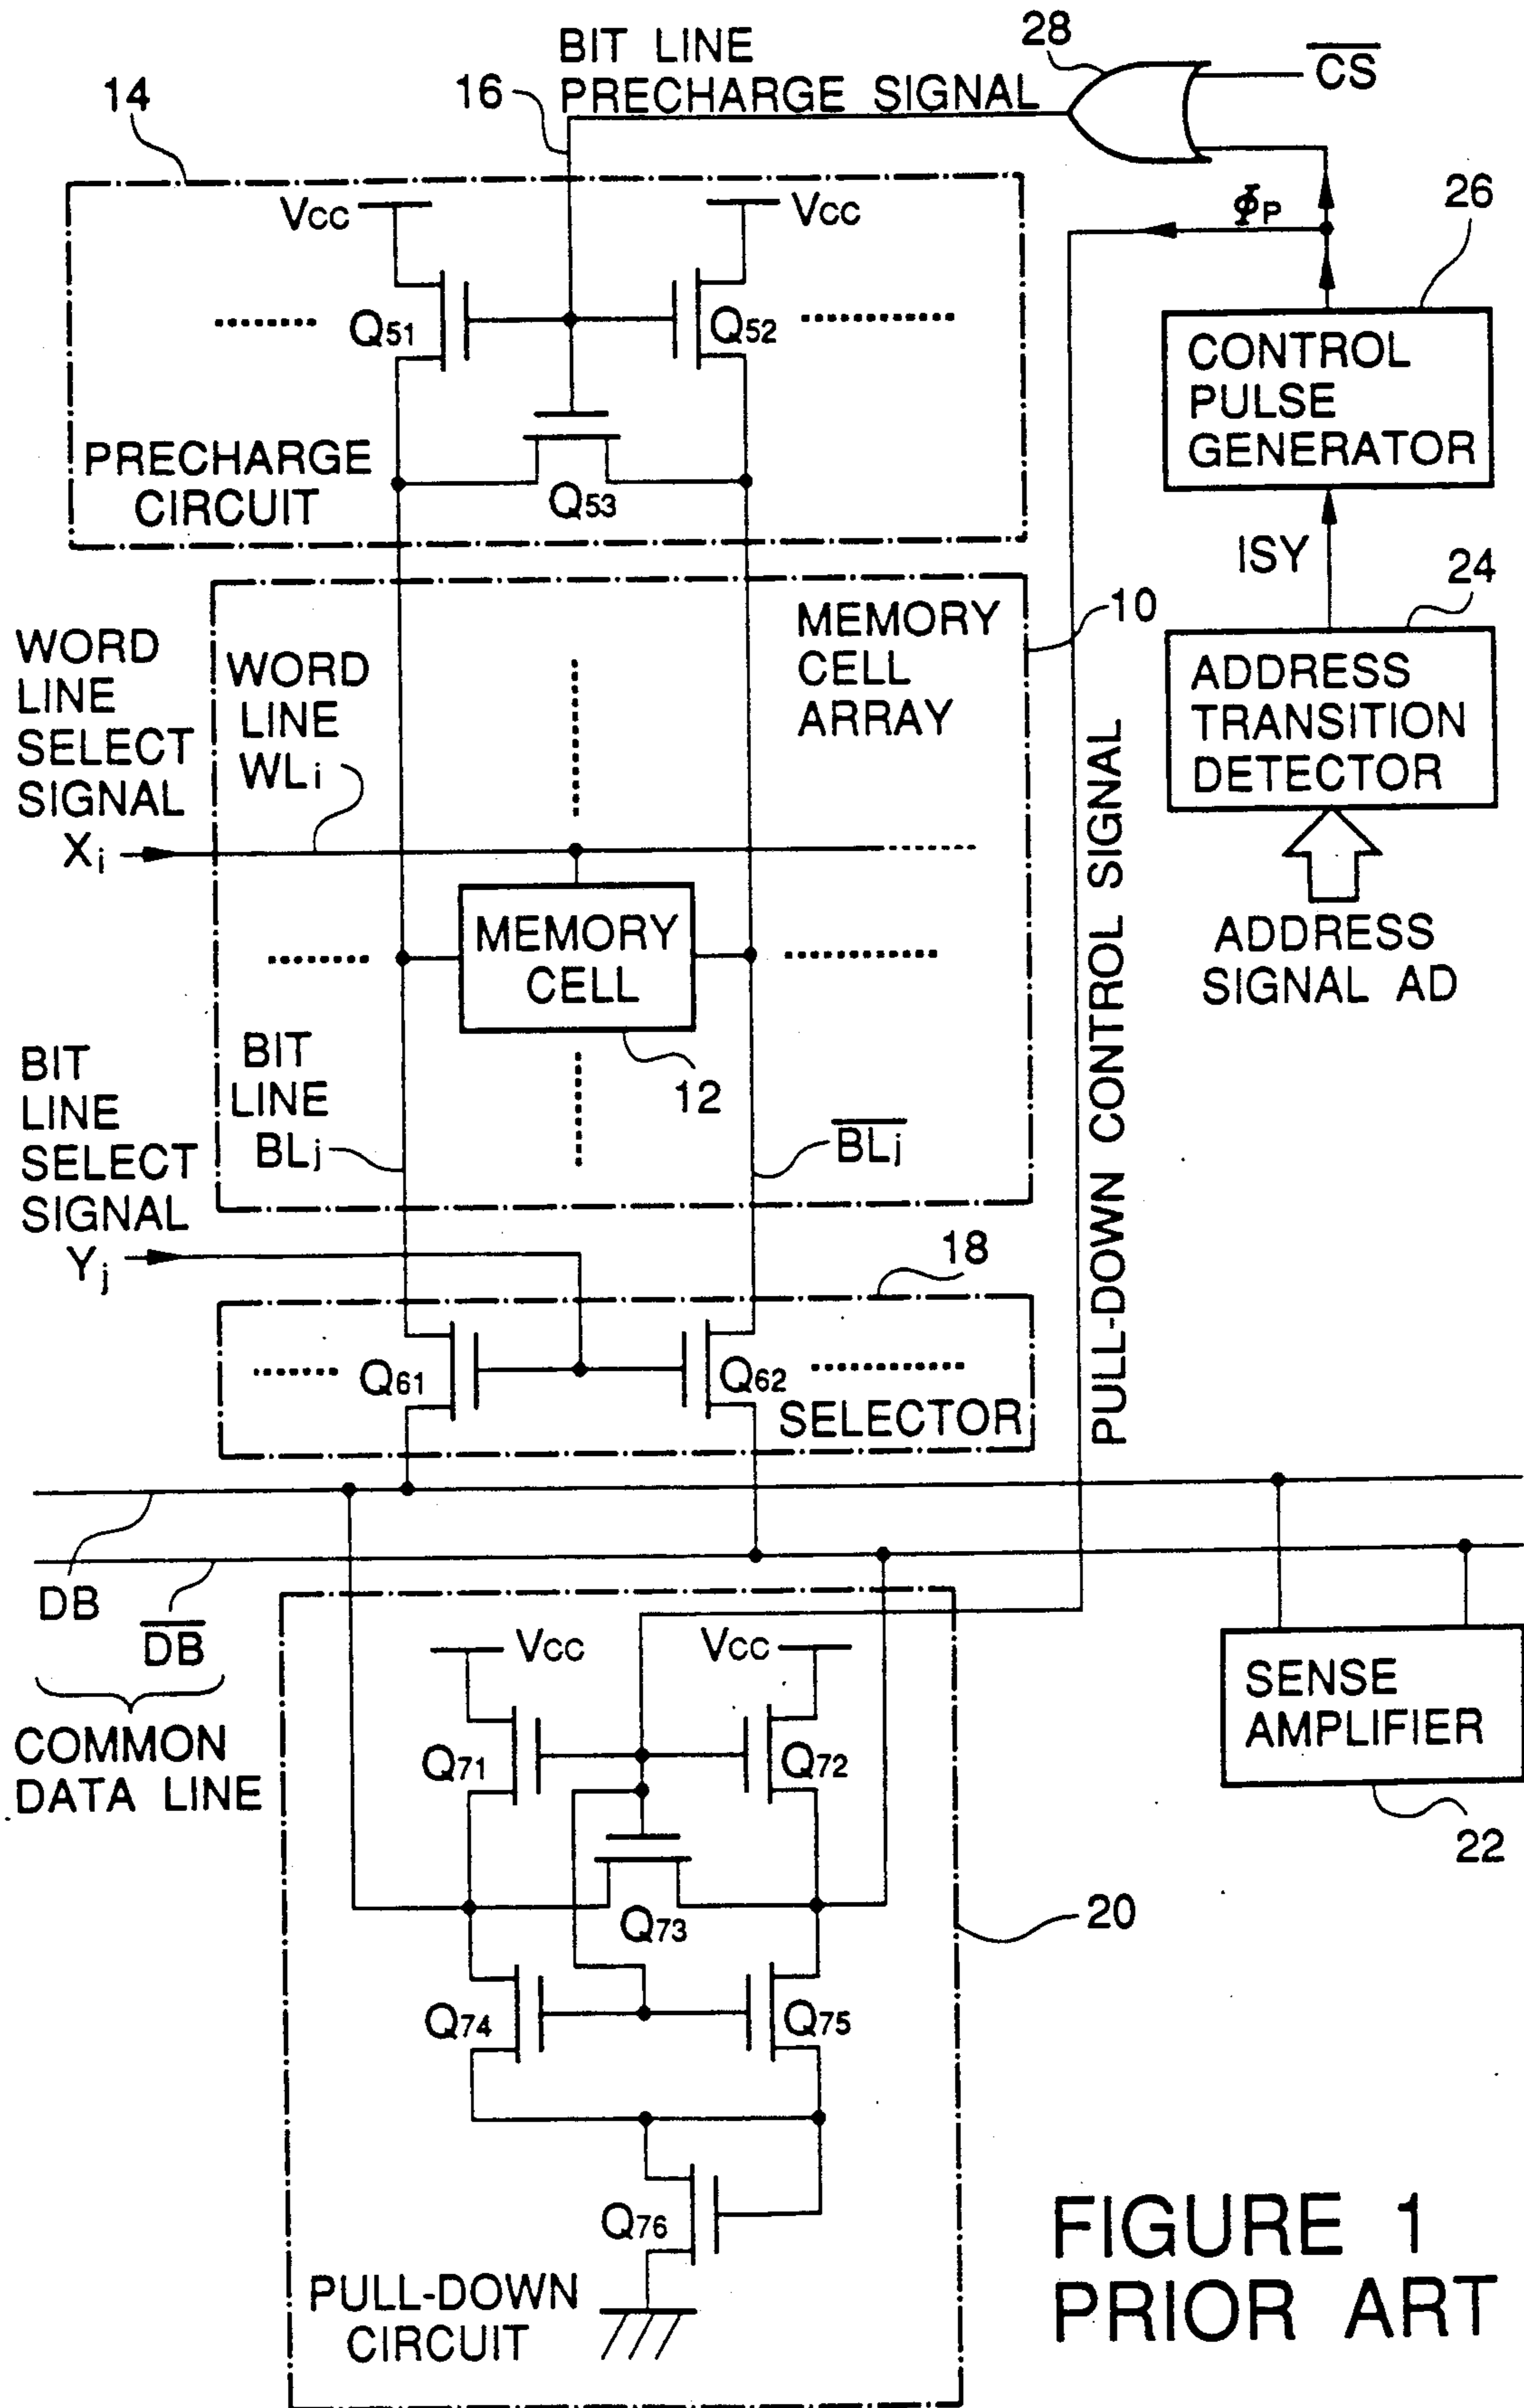 BIT LINE
PRECHARGE SIGNAL
28
C̅S̅
14
16
Vcc
Vcc
ΦP
26
Q51
Q52
CONTROL
PULSE
GENERATOR
PRECHARGE
CIRCUIT
Q53
ISY
24
10
MEMORY
CELL
ARRAY
WORD
LINE
SELECT
SIGNAL
Xi
WORD
LINE
WLi
ADDRESS
TRANSITION
DETECTOR
ADDRESS
SIGNAL AD
MEMORY
CELL
12
PULL-DOWN CONTROL SIGNAL
BIT
LINE
SELECT
SIGNAL
Yj
BIT
LINE
BLj
B̅L̅j̅
18
Q61
Q62
SELECTOR
DB
D̅B̅
COMMON
DATA LINE
Vcc
Vcc
SENSE
AMPLIFIER
22
Q71
Q72
Q73
20
Q74
Q75
Q76
PULL-DOWN
CIRCUIT
FIGURE 1
PRIOR ART